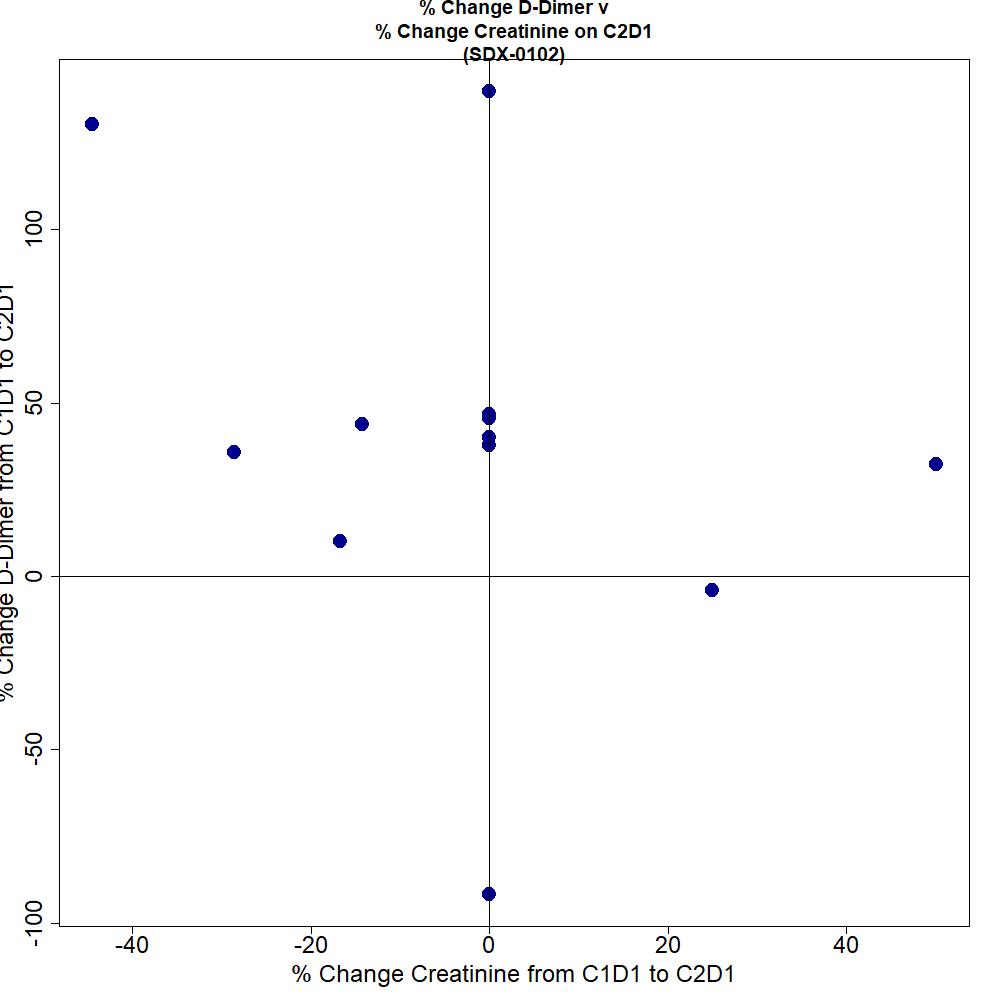 % Change D-Dimer v
% Change Creatinine on C2D1
(SDX-0102)
% Change D-Dimer from C1D1 to C2D1
100
50
0
-50
-100
-40
-20
0
20
40
% Change Creatinine from C1D1 to C2D1